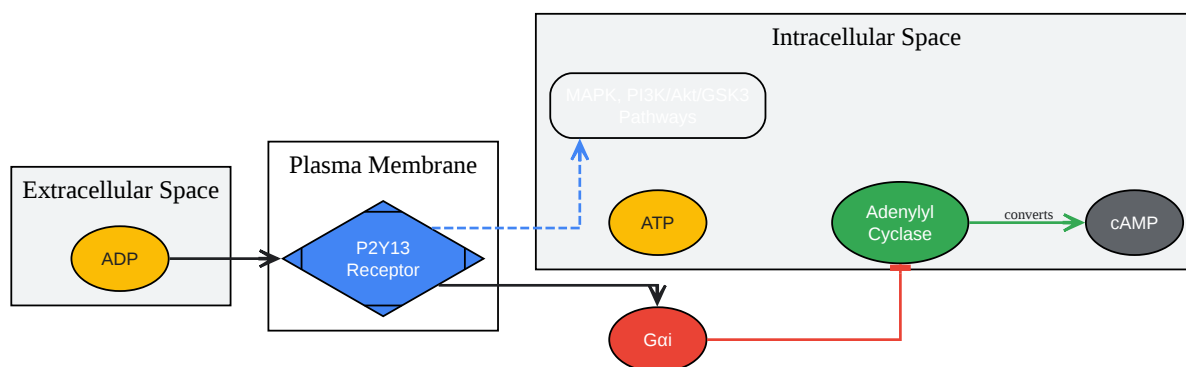 Intracellular Space
MAPK, PI3K/Akt/GSK3
Pathways
Plasma Membrane
Extracellular Space
ADP
P2Y13
Receptor
ATP
Adenylyl
Cyclase
converts
cAMP
Gαi